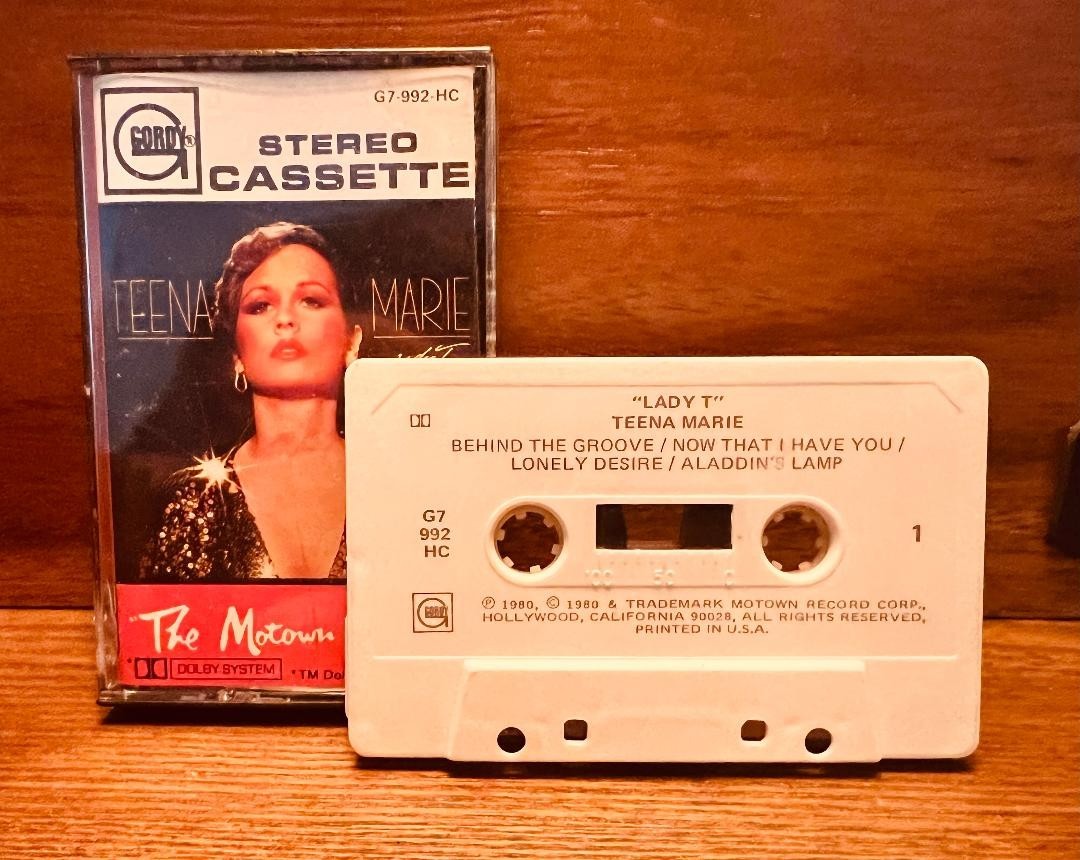 G7-992-HC
GORDY®
STEREO
CASSETTE
TEENA MARIE
"The Motown
*DOLBY SYSTEM *TM Do
"LADY T"
TEENA MARIE
BEHIND THE GROOVE / NOW THAT I HAVE YOU /
LONELY DESIRE / ALADDIN'S LAMP
G7
992
HC
1
100 50 0
GORDY
℗ 1980, © 1980 & TRADEMARK MOTOWN RECORD CORP.,
HOLLYWOOD, CALIFORNIA 90028, ALL RIGHTS RESERVED,
PRINTED IN U.S.A.